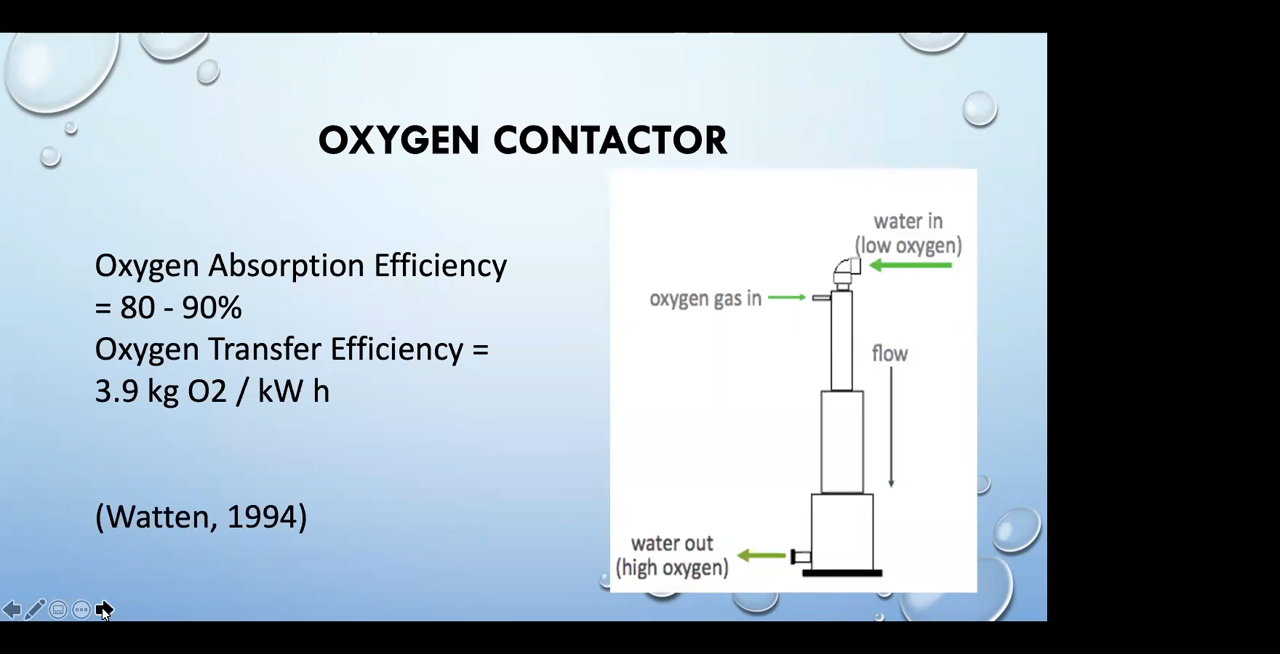 OXYGEN CONTACTOR
Oxygen Absorption Efficiency
= 80 - 90%
Oxygen Transfer Efficiency =
3.9 kg O2 / kW h
(Watten, 1994)
water in
(low oxygen)
oxygen gas in
flow
water out
(high oxygen)